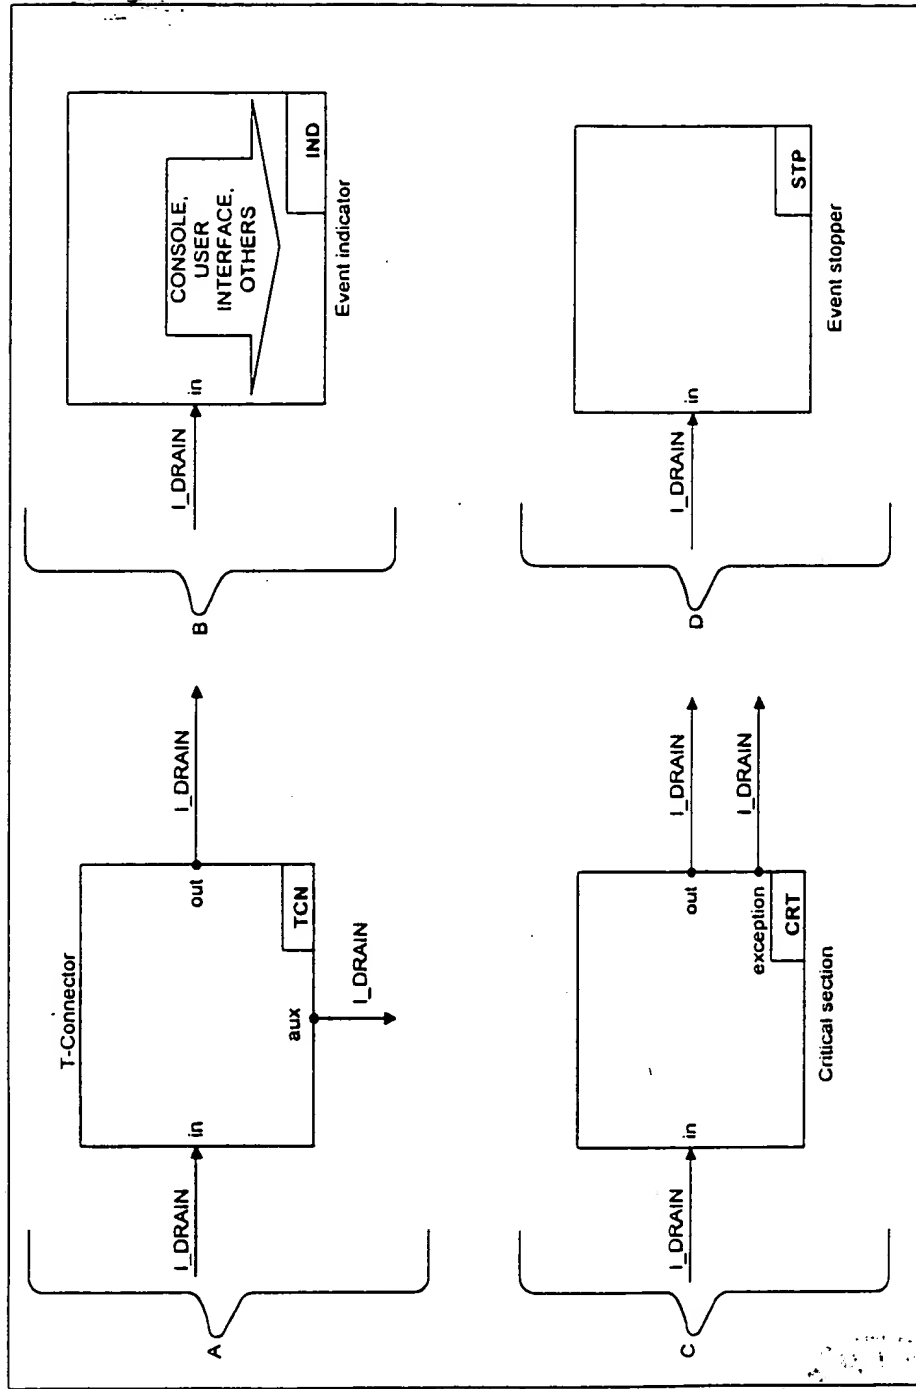 A
T-Connector
I_DRAIN
in
out
I_DRAIN
aux
TCN
I_DRAIN
B
I_DRAIN
in
CONSOLE,
USER
INTERFACE,
OTHERS
IND
Event indicator
C
I_DRAIN
in
out
I_DRAIN
exception
I_DRAIN
CRT
Critical section
D
I_DRAIN
in
STP
Event stopper